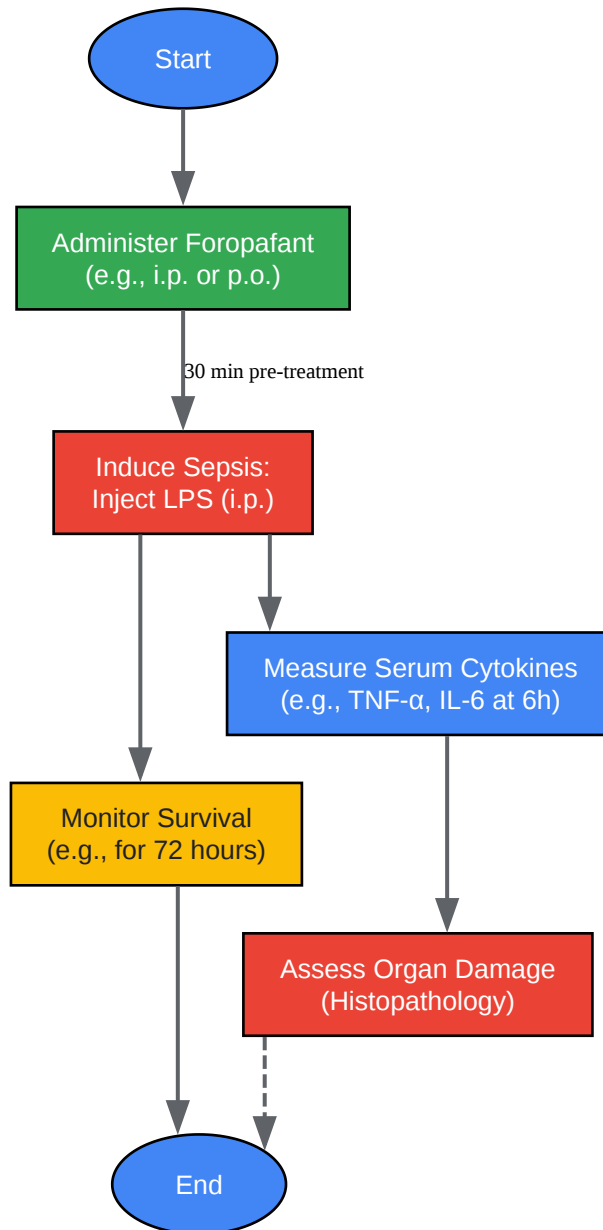 Start
Administer Foropafant
(e.g., i.p. or p.o.)
30 min pre-treatment
Induce Sepsis:
Inject LPS (i.p.)
Measure Serum Cytokines
(e.g., TNF-α, IL-6 at 6h)
Monitor Survival
(e.g., for 72 hours)
Assess Organ Damage
(Histopathology)
End